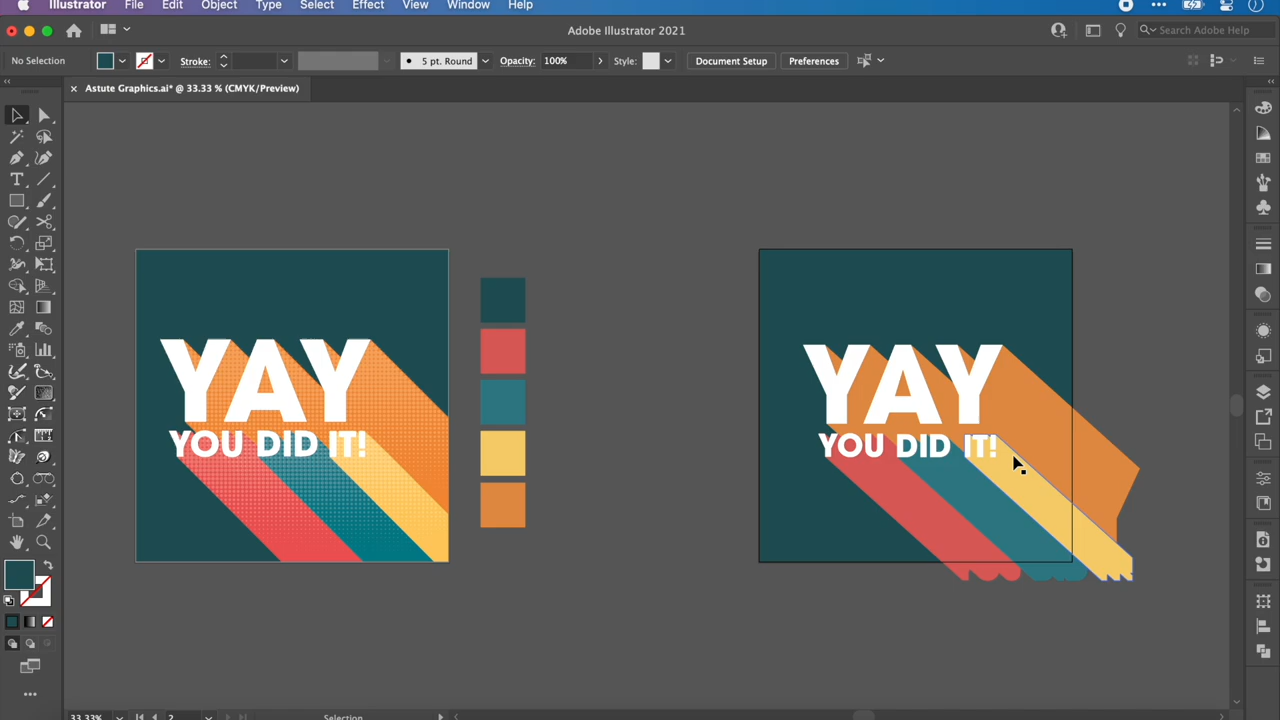 Illustrator File Edit Object Type Select Effect View Window Help
Adobe Illustrator 2021
Search Adobe Help
No Selection
Stroke:
5 pt. Round
Opacity: 100%
Style:
Document Setup
Preferences
× Astute Graphics.ai* @ 33.33 % (CMYK/Preview)
YAY
YOU DID IT!
YAY
YOU DID IT!
33.33%
2
Selection